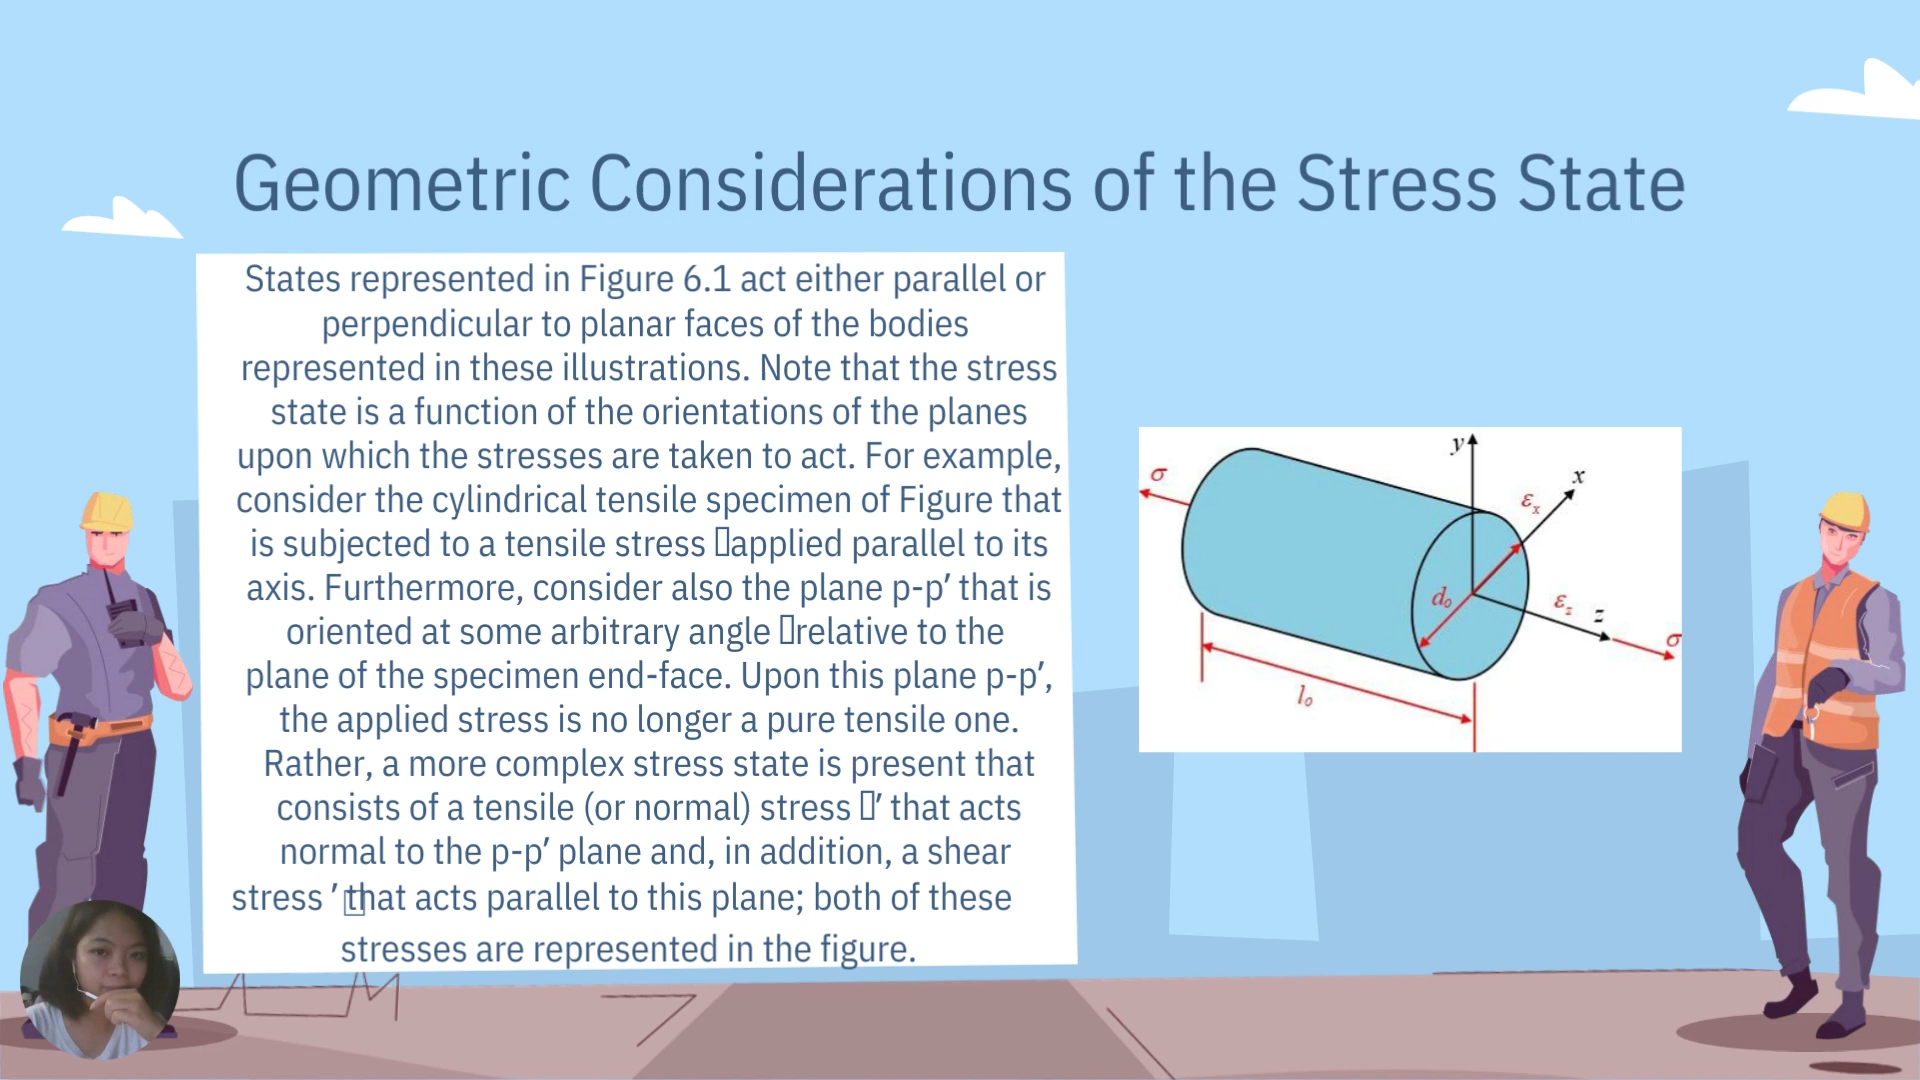 Geometric Considerations of the Stress State
States represented in Figure 6.1 act either parallel or
perpendicular to planar faces of the bodies
represented in these illustrations. Note that the stress
state is a function of the orientations of the planes
upon which the stresses are taken to act. For example,
consider the cylindrical tensile specimen of Figure that
is subjected to a tensile stress ▯applied parallel to its
axis. Furthermore, consider also the plane p-p′ that is
oriented at some arbitrary angle ▯relative to the
plane of the specimen end-face. Upon this plane p-p′,
the applied stress is no longer a pure tensile one.
Rather, a more complex stress state is present that
consists of a tensile (or normal) stress ▯′ that acts
normal to the p-p′ plane and, in addition, a shear
stress ′▯that acts parallel to this plane; both of these
stresses are represented in the figure.
y
x
σ
εx
d₀
εz
z
σ
l₀